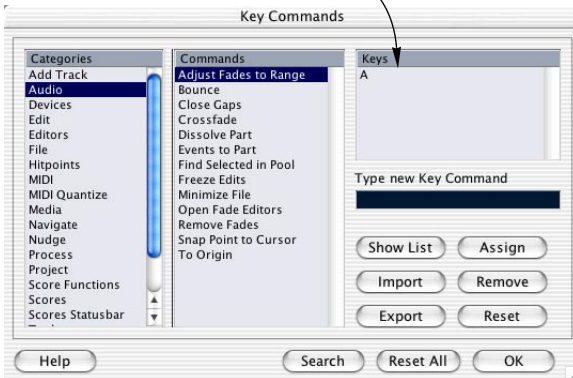 Key Commands
Categories
Add Track
Audio
Devices
Edit
Editors
File
Hitpoints
MIDI
MIDI Quantize
Media
Navigate
Nudge
Process
Project
Score Functions
Scores
Scores Statusbar
Commands
Adjust Fades to Range
Bounce
Close Gaps
Crossfade
Dissolve Part
Events to Part
Find Selected in Pool
Freeze Edits
Minimize File
Open Fade Editors
Remove Fades
Snap Point to Cursor
To Origin
Keys
A
Type new Key Command
Show List
Assign
Import
Remove
Export
Reset
Help
Search
Reset All
OK